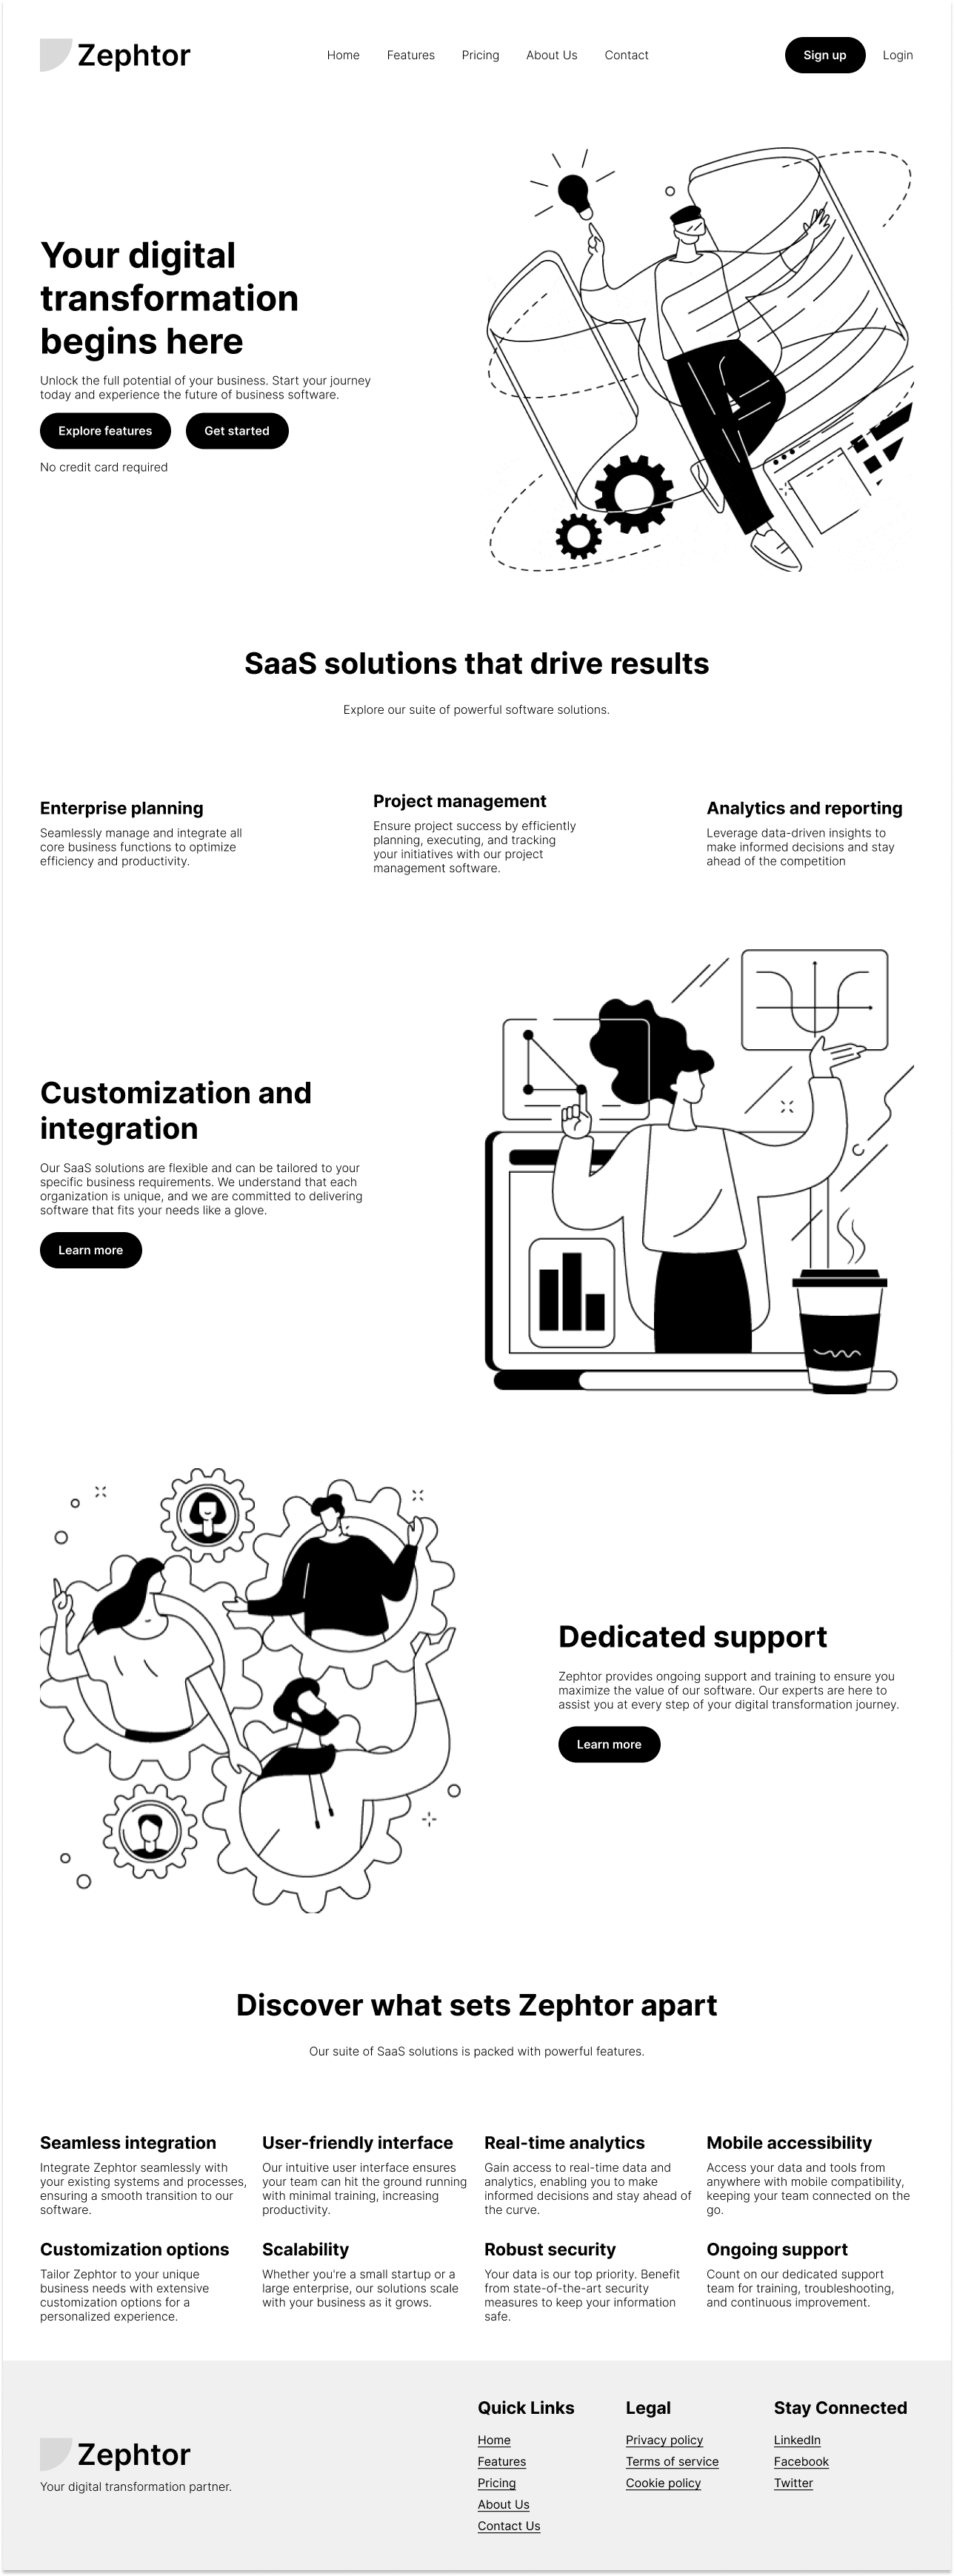 Zephtor
Home Features Pricing About Us Contact
Sign up Login
Your digital
transformation
begins here
Unlock the full potential of your business. Start your journey
today and experience the future of business software.
Explore features Get started
No credit card required
SaaS solutions that drive results
Explore our suite of powerful software solutions.
Enterprise planning
Seamlessly manage and integrate all
core business functions to optimize
efficiency and productivity.
Project management
Ensure project success by efficiently
planning, executing, and tracking
your initiatives with our project
management software.
Analytics and reporting
Leverage data-driven insights to
make informed decisions and stay
ahead of the competition
Customization and
integration
Our SaaS solutions are flexible and can be tailored to your
specific business requirements. We understand that each
organization is unique, and we are committed to delivering
software that fits your needs like a glove.
Learn more
Dedicated support
Zephtor provides ongoing support and training to ensure you
maximize the value of our software. Our experts are here to
assist you at every step of your digital transformation journey.
Learn more
Discover what sets Zephtor apart
Our suite of SaaS solutions is packed with powerful features.
Seamless integration
Integrate Zephtor seamlessly with
your existing systems and processes,
ensuring a smooth transition to our
software.
User-friendly interface
Our intuitive user interface ensures
your team can hit the ground running
with minimal training, increasing
productivity.
Real-time analytics
Gain access to real-time data and
analytics, enabling you to make
informed decisions and stay ahead of
the curve.
Mobile accessibility
Access your data and tools from
anywhere with mobile compatibility,
keeping your team connected on the
go.
Customization options
Tailor Zephtor to your unique
business needs with extensive
customization options for a
personalized experience.
Scalability
Whether you're a small startup or a
large enterprise, our solutions scale
with your business as it grows.
Robust security
Your data is our top priority. Benefit
from state-of-the-art security
measures to keep your information
safe.
Ongoing support
Count on our dedicated support
team for training, troubleshooting,
and continuous improvement.
Zephtor
Your digital transformation partner.
Quick Links
Home
Features
Pricing
About Us
Contact Us
Legal
Privacy policy
Terms of service
Cookie policy
Stay Connected
LinkedIn
Facebook
Twitter